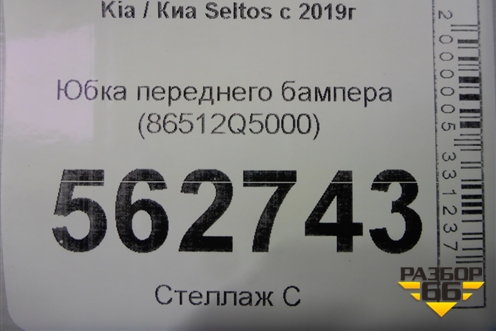 Kia / Киа Seltos с 2019г
Юбка переднего бампера
(86512Q5000)
562743
Стеллаж С
2000005331237
РАЗБОР
66